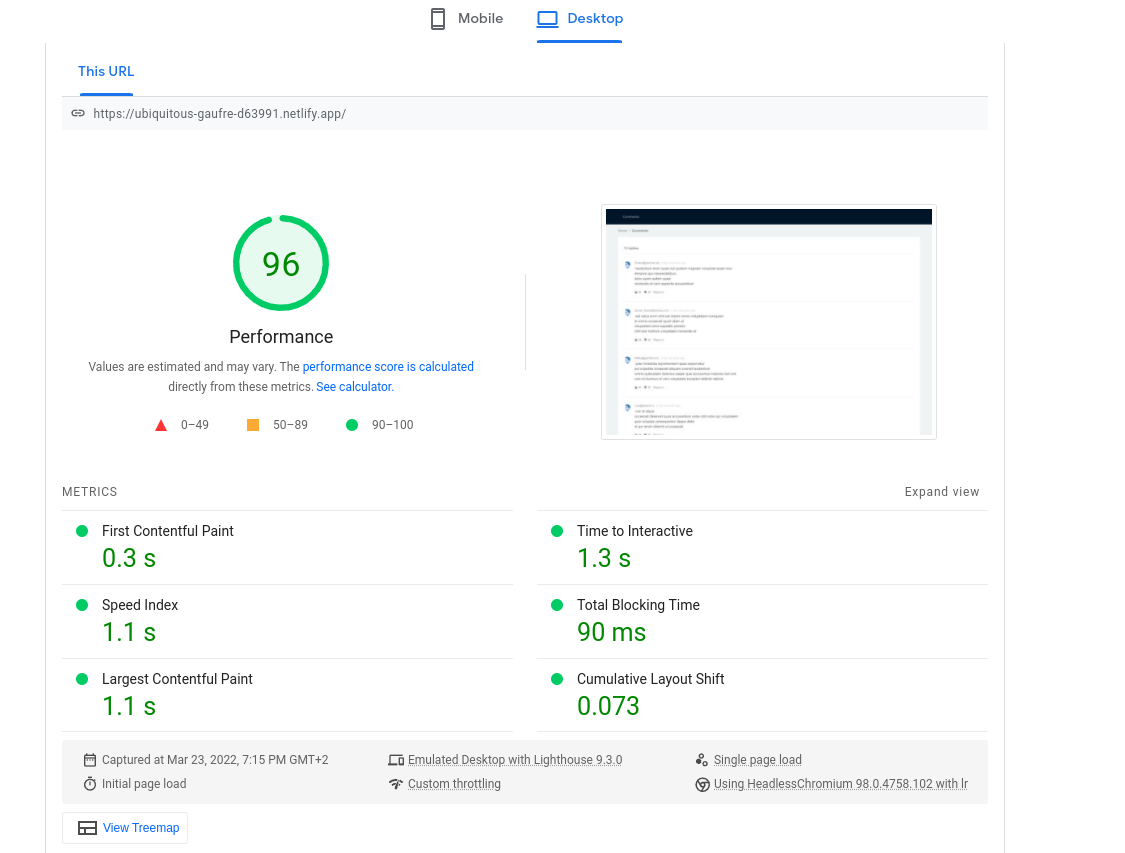 Mobile
Desktop
This URL
https://ubiquitous-gaufre-d63991.netlify.app/
96
Performance
Values are estimated and may vary. The performance score is calculated
directly from these metrics. See calculator.
0–49
50–89
90–100
METRICS
Expand view
First Contentful Paint
0.3 s
Time to Interactive
1.3 s
Speed Index
1.1 s
Total Blocking Time
90 ms
Largest Contentful Paint
1.1 s
Cumulative Layout Shift
0.073
Captured at Mar 23, 2022, 7:15 PM GMT+2
Emulated Desktop with Lighthouse 9.3.0
Single page load
Initial page load
Custom throttling
Using HeadlessChromium 98.0.4758.102 with lr
View Treemap